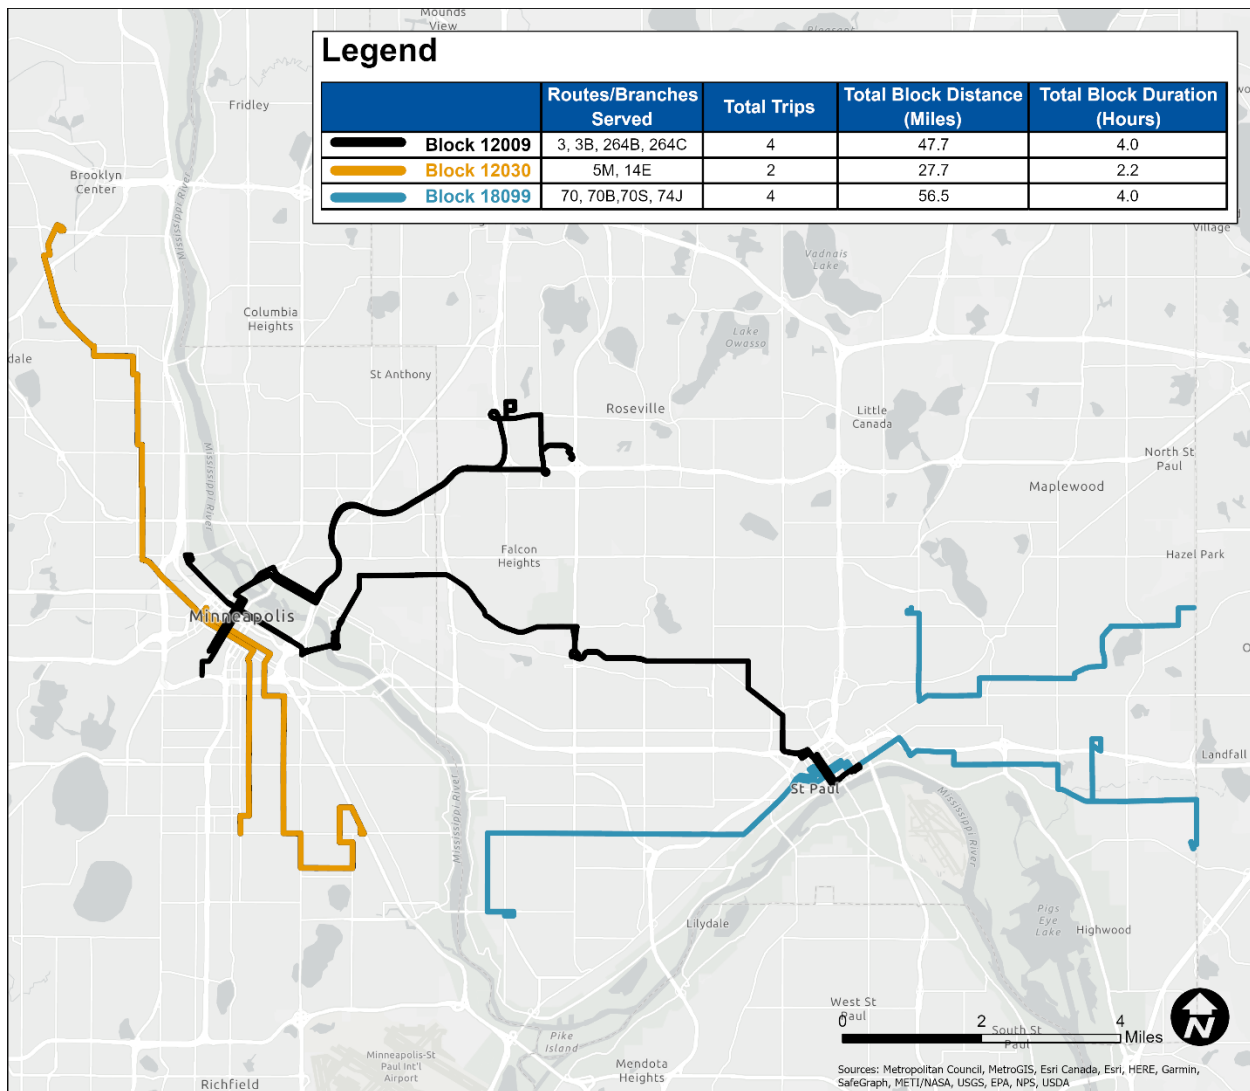 Mounds
View
Legend
Routes/Branches Served Total Trips Total Block Distance (Miles) Total Block Duration (Hours)
Block 12009 3, 3B, 264B, 264C 4 47.7 4.0
Block 12030 5M, 14E 2 27.7 2.2
Block 18099 70, 70B,70S, 74J 4 56.5 4.0
Fridley
Brooklyn
Center
Mississippi River
Village
Vadnais
Lake
Columbia
Heights
Lake
Owasso
dale
St Anthony
Roseville
Little
Canada
Mississippi River
North St
Paul
Maplewood
Falcon
Heights
Hazel Park
Minneapolis
Landfall
St Paul
Mississippi River
Mississippi River
Pigs
Eye
Lake
Lilydale
Highwood
West St
Paul
0 2 4
Miles
South St
Paul
N
Pike
Island
Minneapolis-St
Paul Int'l
Airport
Mendota
Heights
Richfield
Sources: Metropolitan Council, MetroGIS, Esri Canada, Esri, HERE, Garmin,
SafeGraph, METI/NASA, USGS, EPA, NPS, USDA